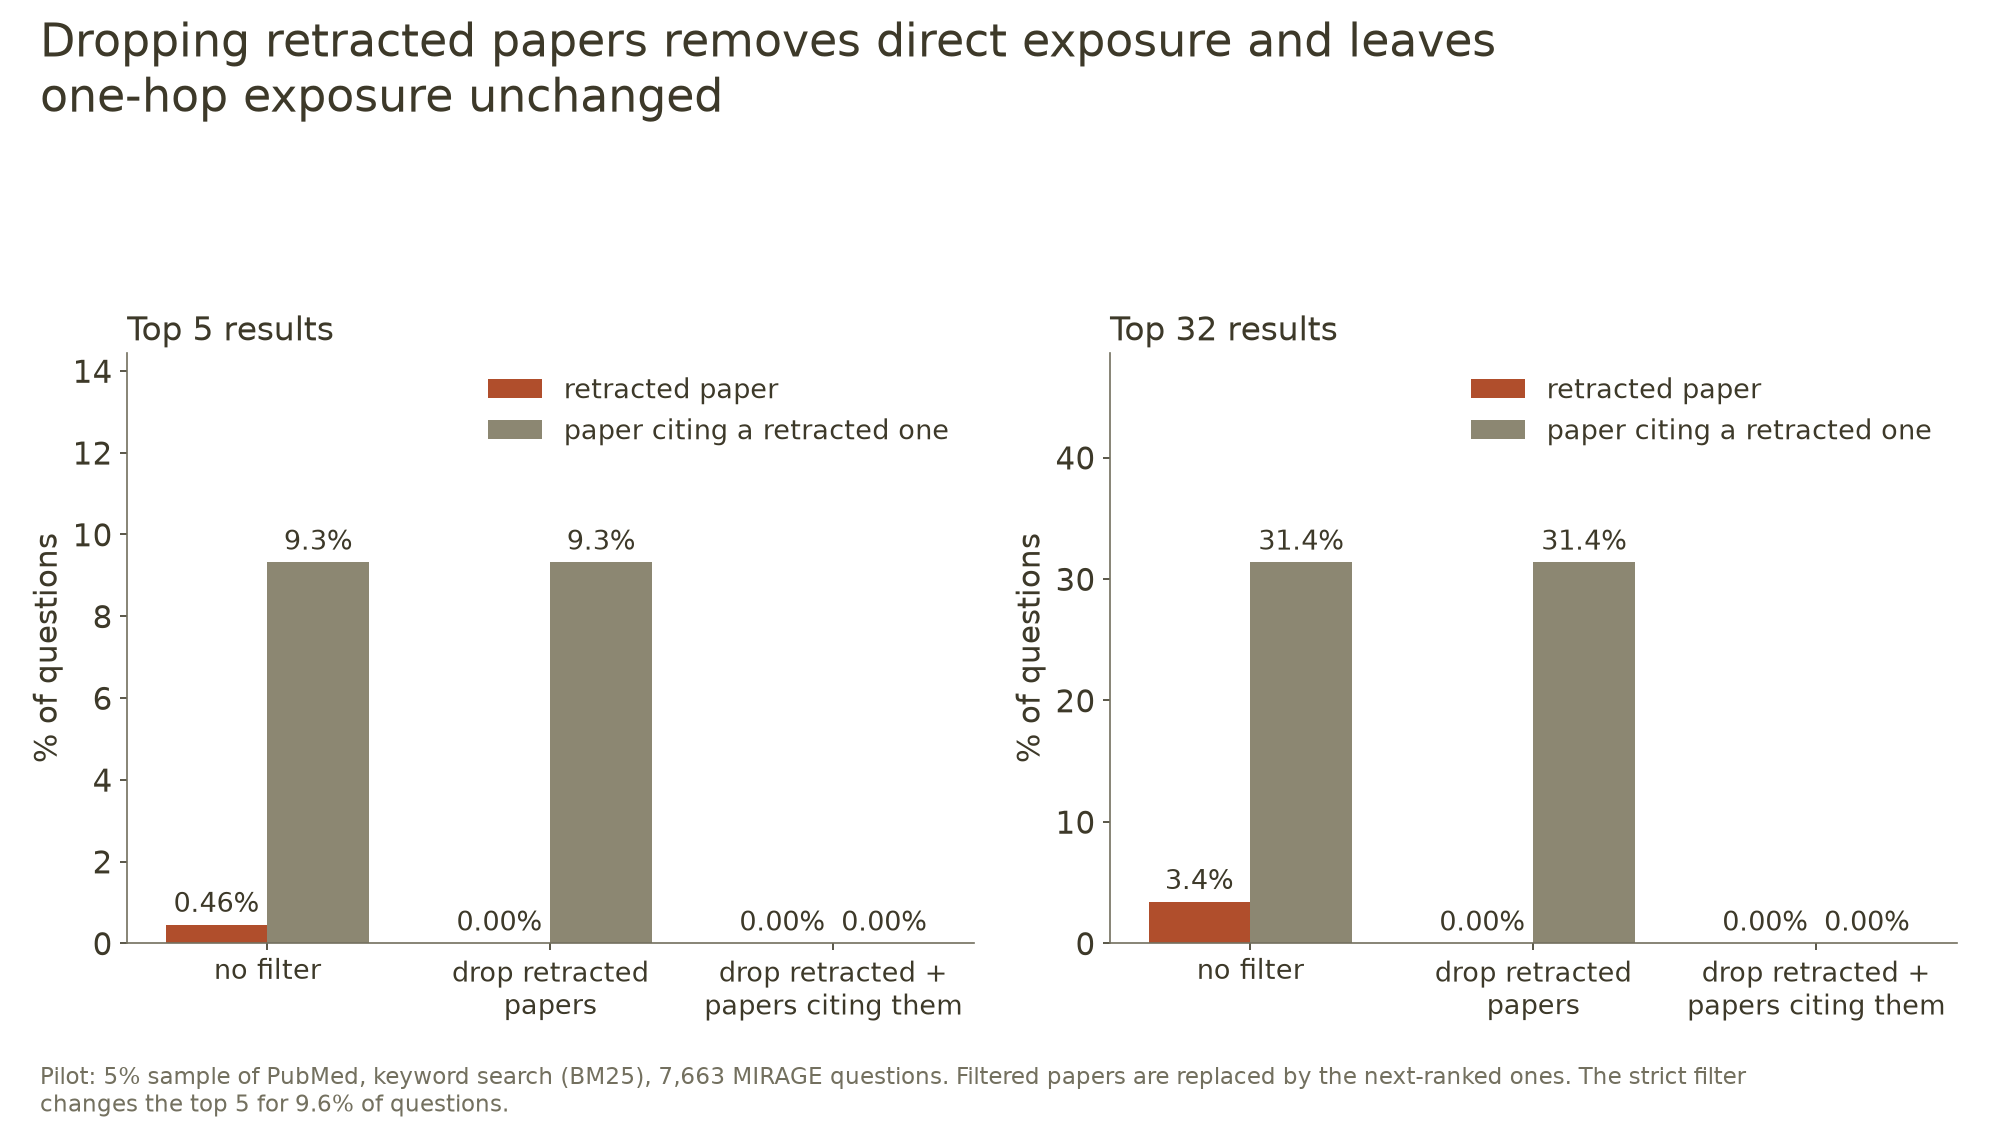 Dropping retracted papers removes direct exposure and leaves
one-hop exposure unchanged
Top 5 results
% of questions
14
12
10
8
6
4
2
0
retracted paper
paper citing a retracted one
0.46%
9.3%
0.00%
9.3%
0.00%
0.00%
no filter
drop retracted
papers
drop retracted +
papers citing them
Top 32 results
% of questions
40
30
20
10
0
retracted paper
paper citing a retracted one
3.4%
31.4%
0.00%
31.4%
0.00%
0.00%
no filter
drop retracted
papers
drop retracted +
papers citing them
Pilot: 5% sample of PubMed, keyword search (BM25), 7,663 MIRAGE questions. Filtered papers are replaced by the next-ranked ones. The strict filter
changes the top 5 for 9.6% of questions.